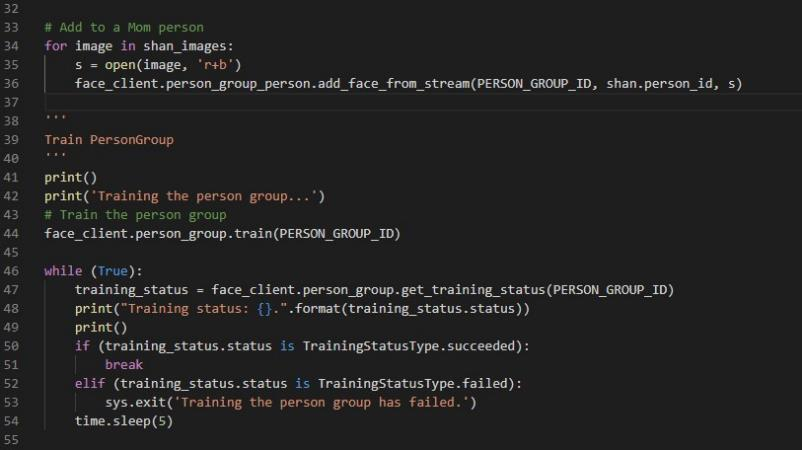 32
33 # Add to a Mom person
34 for image in shan_images:
35     s = open(image, 'r+b')
36     face_client.person_group_person.add_face_from_stream(PERSON_GROUP_ID, shan.person_id, s)
37
38 '''
39 Train PersonGroup
40 '''
41 print()
42 print('Training the person group...')
43 # Train the person group
44 face_client.person_group.train(PERSON_GROUP_ID)
45
46 while (True):
47     training_status = face_client.person_group.get_training_status(PERSON_GROUP_ID)
48     print("Training status: {}.".format(training_status.status))
49     print()
50     if (training_status.status is TrainingStatusType.succeeded):
51         break
52     elif (training_status.status is TrainingStatusType.failed):
53         sys.exit('Training the person group has failed.')
54     time.sleep(5)
55